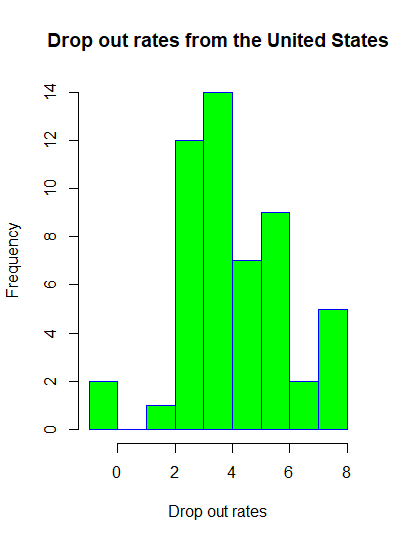 Drop out rates from the United States
Frequency
14
12
10
8
6
4
2
0
0 2 4 6 8
Drop out rates